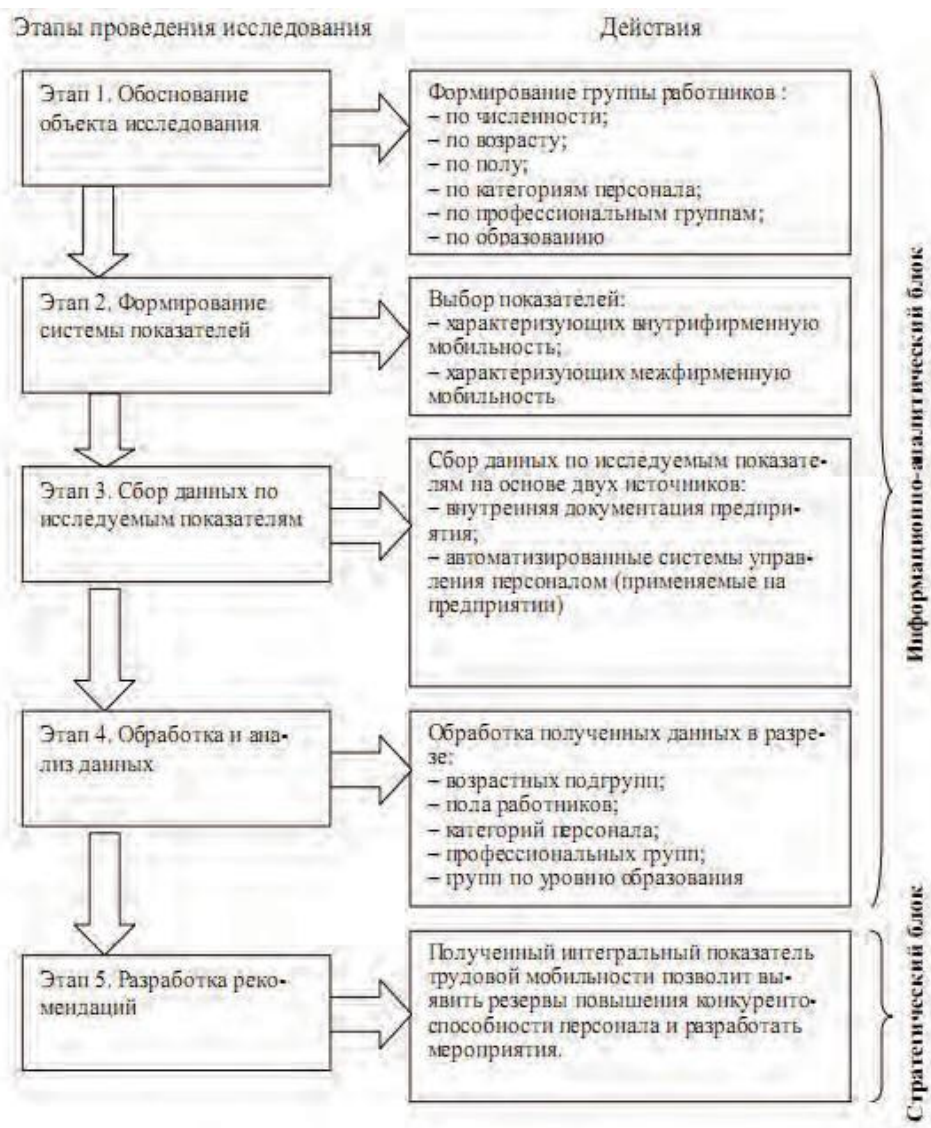 Этапы проведения исследования
Действия
Этап 1. Обоснование
объекта исследования
Формирование группы работников :
– по численности;
– по возрасту;
– по полу;
– по категориям персонала;
– по профессиональным группам;
– по образованию
Этап 2. Формирование
системы показателей
Выбор показателей:
– характеризующих внутрифирменную
мобильность;
– характеризующих межфирменную
мобильность
Этап 3. Сбор данных по
исследуемым показателям
Сбор данных по исследуемым показате-
лям на основе двух источников:
– внутренняя документация предпри-
ятия;
– автоматизированные системы управ-
ления персоналом (применяемые на
предприятии)
Этап 4. Обработка и ана-
лиз данных
Обработка полученных данных в разре-
зе:
– возрастных подгрупп;
– пола работников;
– категорий персонала;
– профессиональных групп;
– групп по уровню образования
Информационно-аналитический блок
Этап 5. Разработка реко-
мендаций
Полученный интегральный показатель
трудовой мобильности позволит вы-
явить резервы повышения конкуренто-
способности персонала и разработать
мероприятия.
Стратегический блок